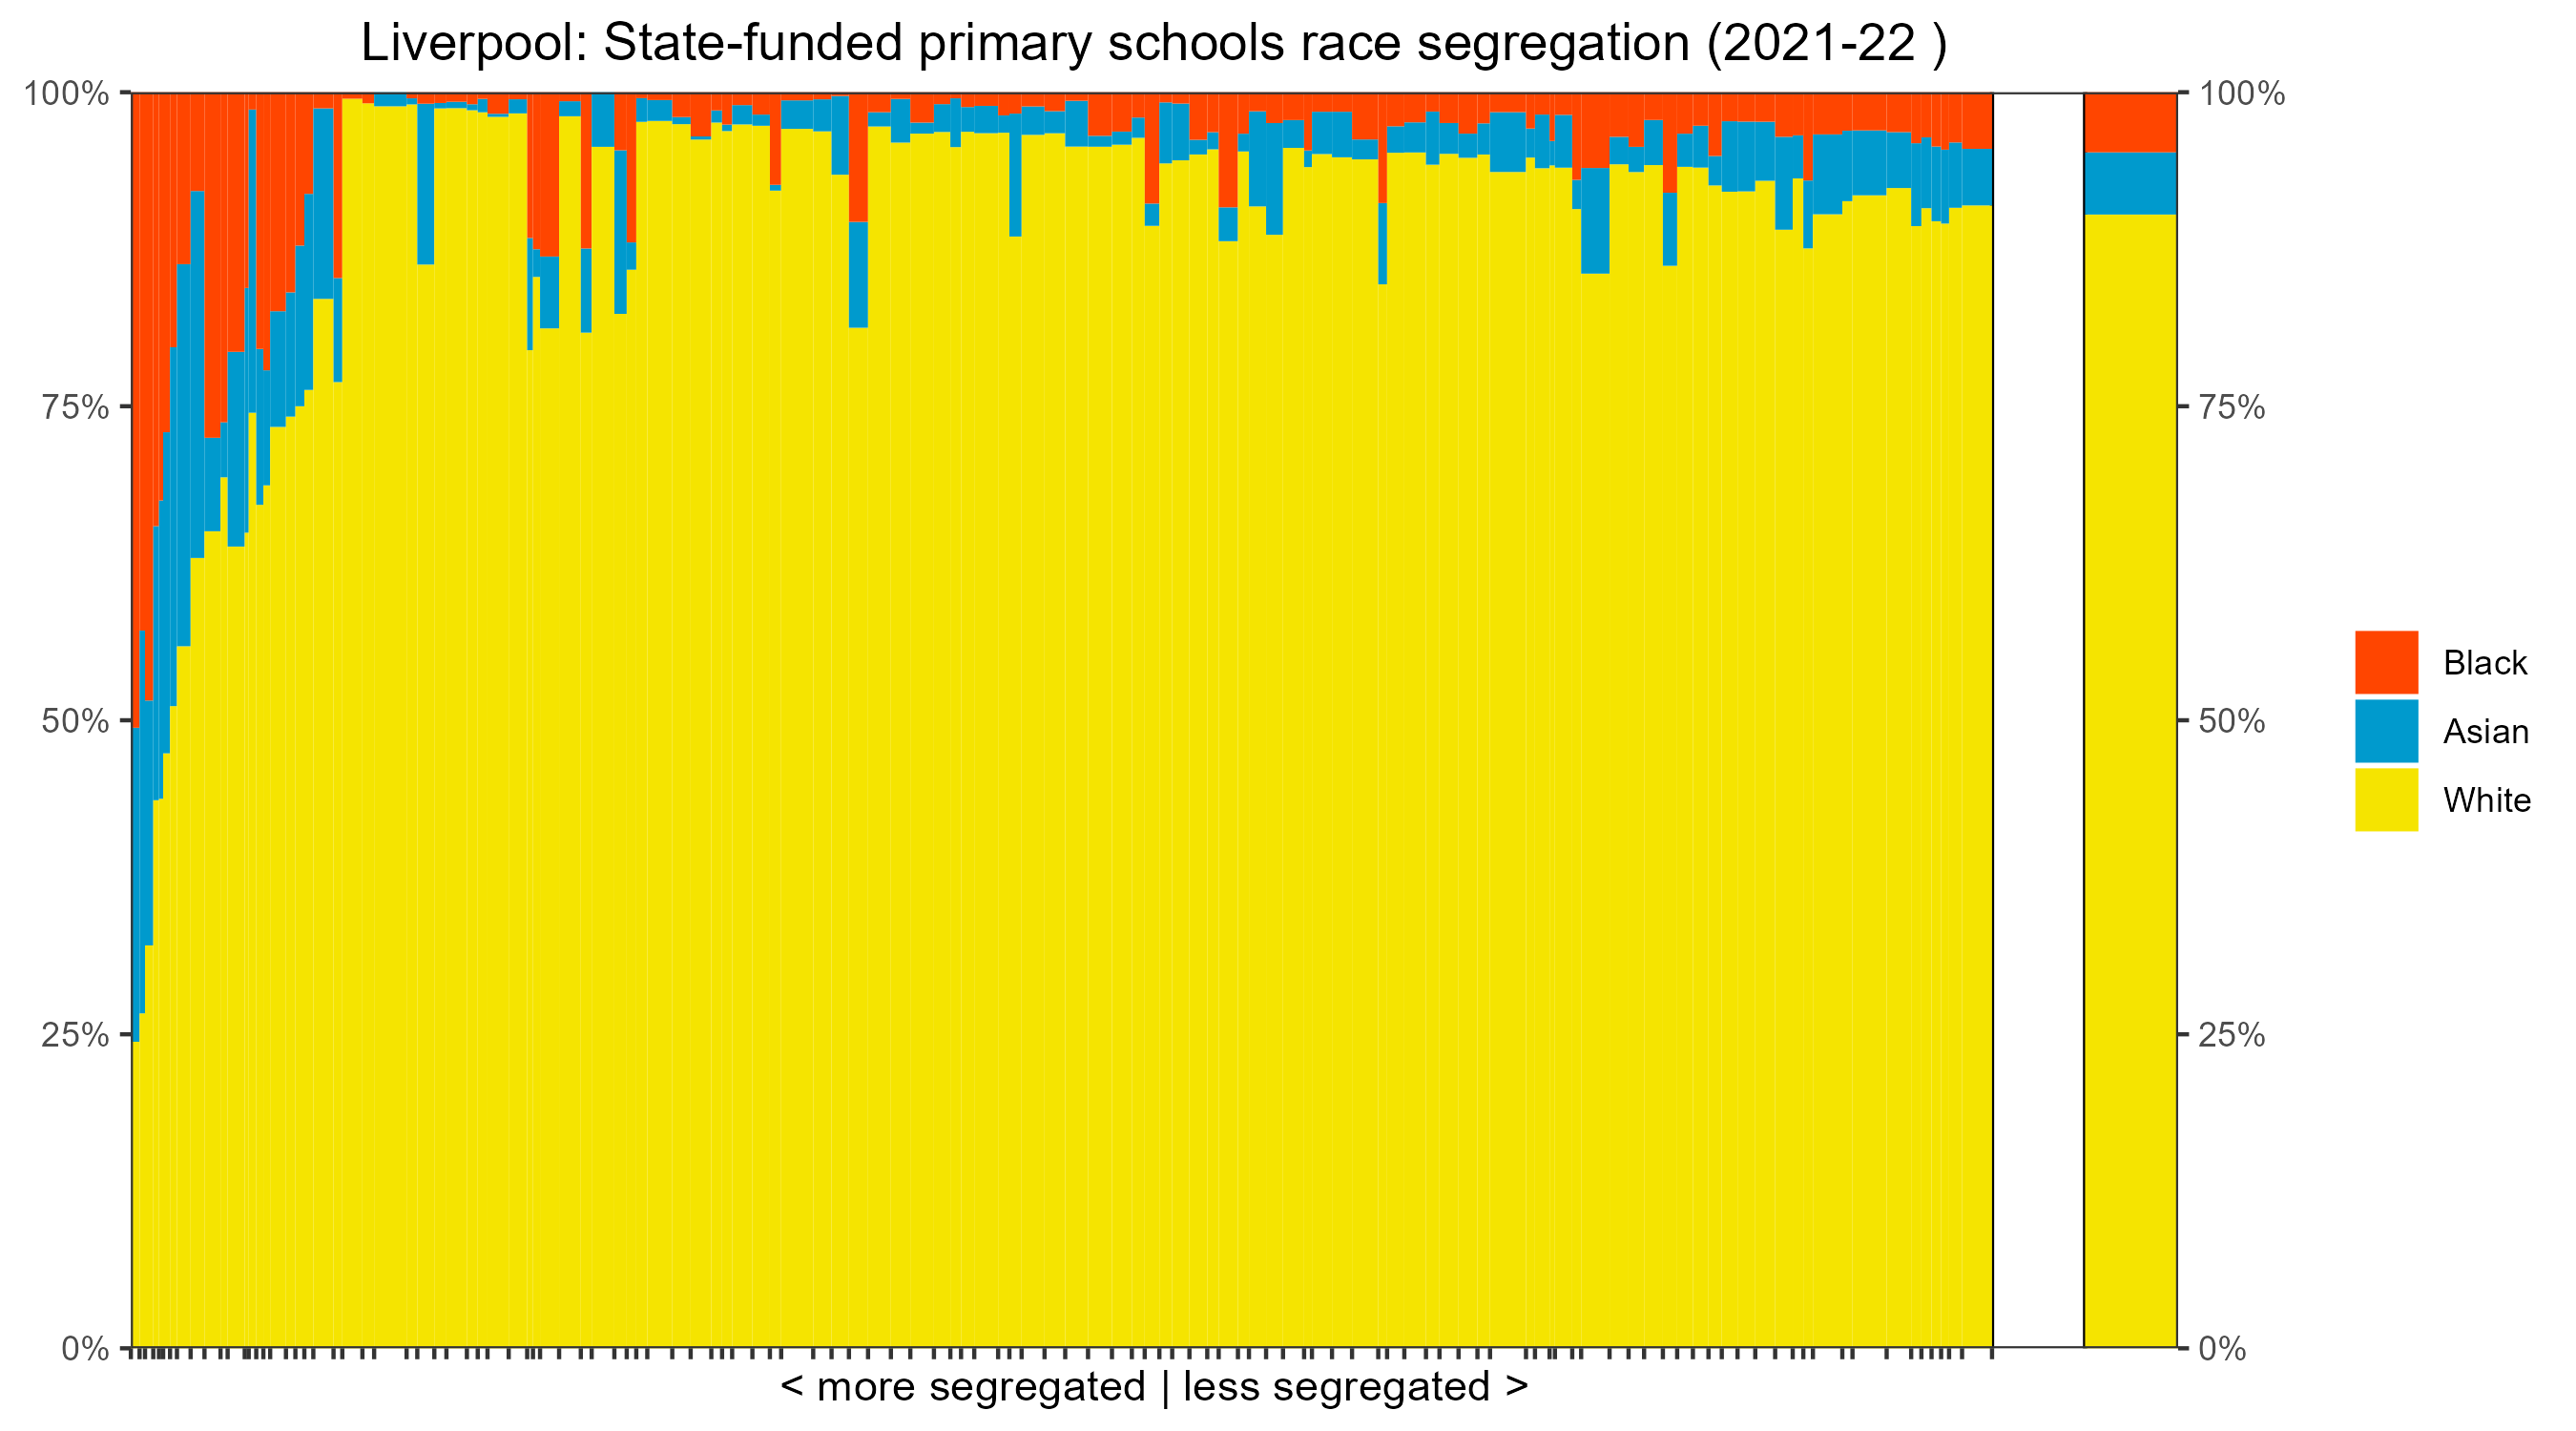 Liverpool: State-funded primary schools race segregation (2021-22 )
100%
75%
50%
25%
0%
100%
75%
50%
25%
0%
Black
Asian
White
< more segregated | less segregated >